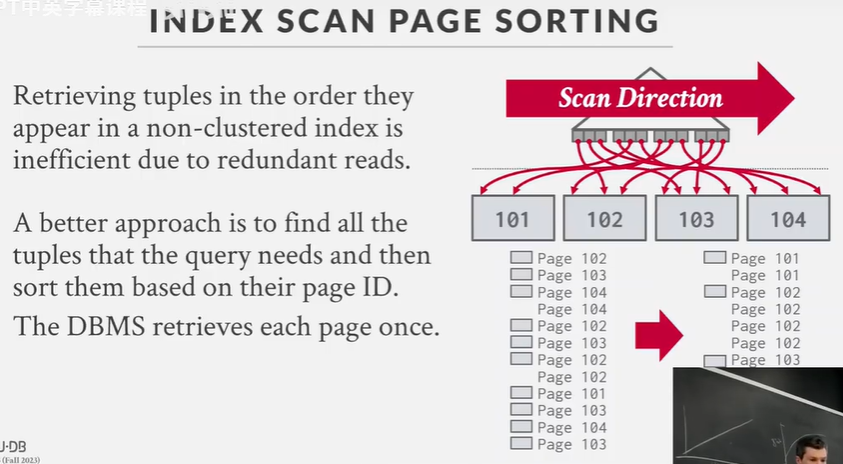 PT中英字幕课程
INDEX SCAN PAGE SORTING
Retrieving tuples in the order they
appear in a non-clustered index is
inefficient due to redundant reads.
A better approach is to find all the
tuples that the query needs and then
sort them based on their page ID.
The DBMS retrieves each page once.
Scan Direction
101
102
103
104
Page 102
Page 103
Page 104
Page 104
Page 102
Page 103
Page 102
Page 102
Page 101
Page 103
Page 104
Page 103
Page 101
Page 101
Page 102
Page 102
Page 102
Page 102
Page 103
U·DB
(Fall 2023)